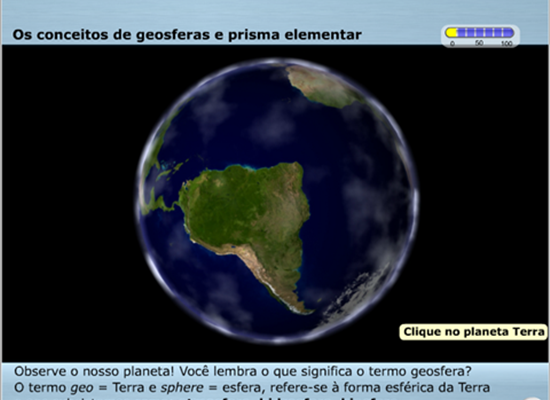 Os conceitos de geosferas e prisma elementar
0 50 100
Clique no planeta Terra
Observe o nosso planeta! Você lembra o que significa o termo geosfera?
O termo geo = Terra e sphere = esfera, refere-se à forma esférica da Terra